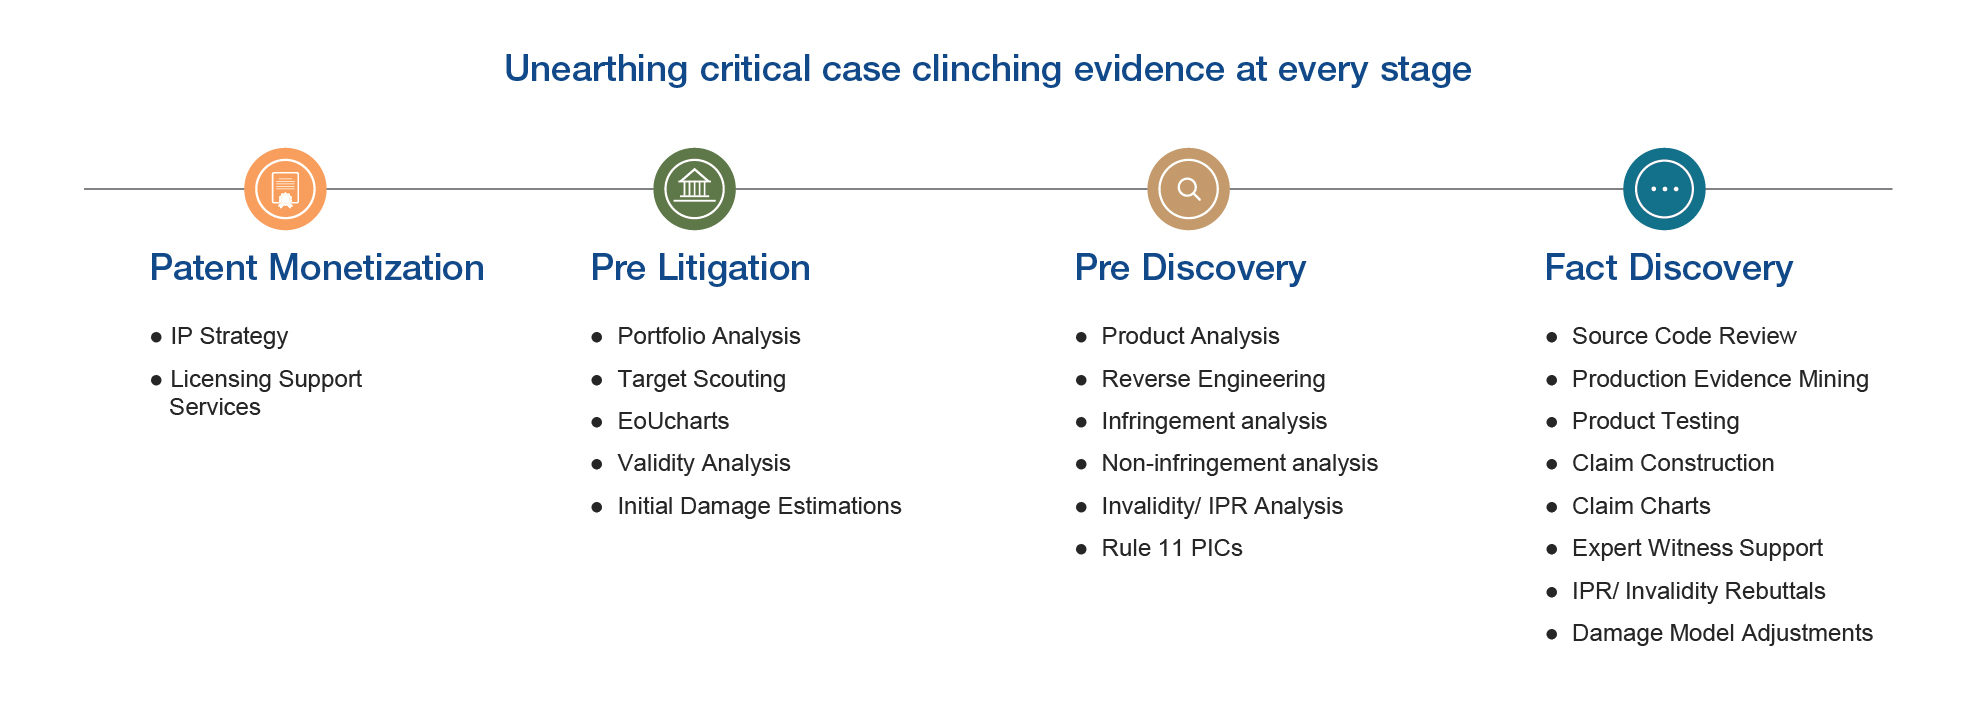 Unearthing critical case clinching evidence at every stage
Patent Monetization
● IP Strategy
● Licensing Support
Services
Pre Litigation
● Portfolio Analysis
● Target Scouting
● EoUcharts
● Validity Analysis
● Initial Damage Estimations
Pre Discovery
● Product Analysis
● Reverse Engineering
● Infringement analysis
● Non-infringement analysis
● Invalidity/ IPR Analysis
● Rule 11 PICs
Fact Discovery
● Source Code Review
● Production Evidence Mining
● Product Testing
● Claim Construction
● Claim Charts
● Expert Witness Support
● IPR/ Invalidity Rebuttals
● Damage Model Adjustments